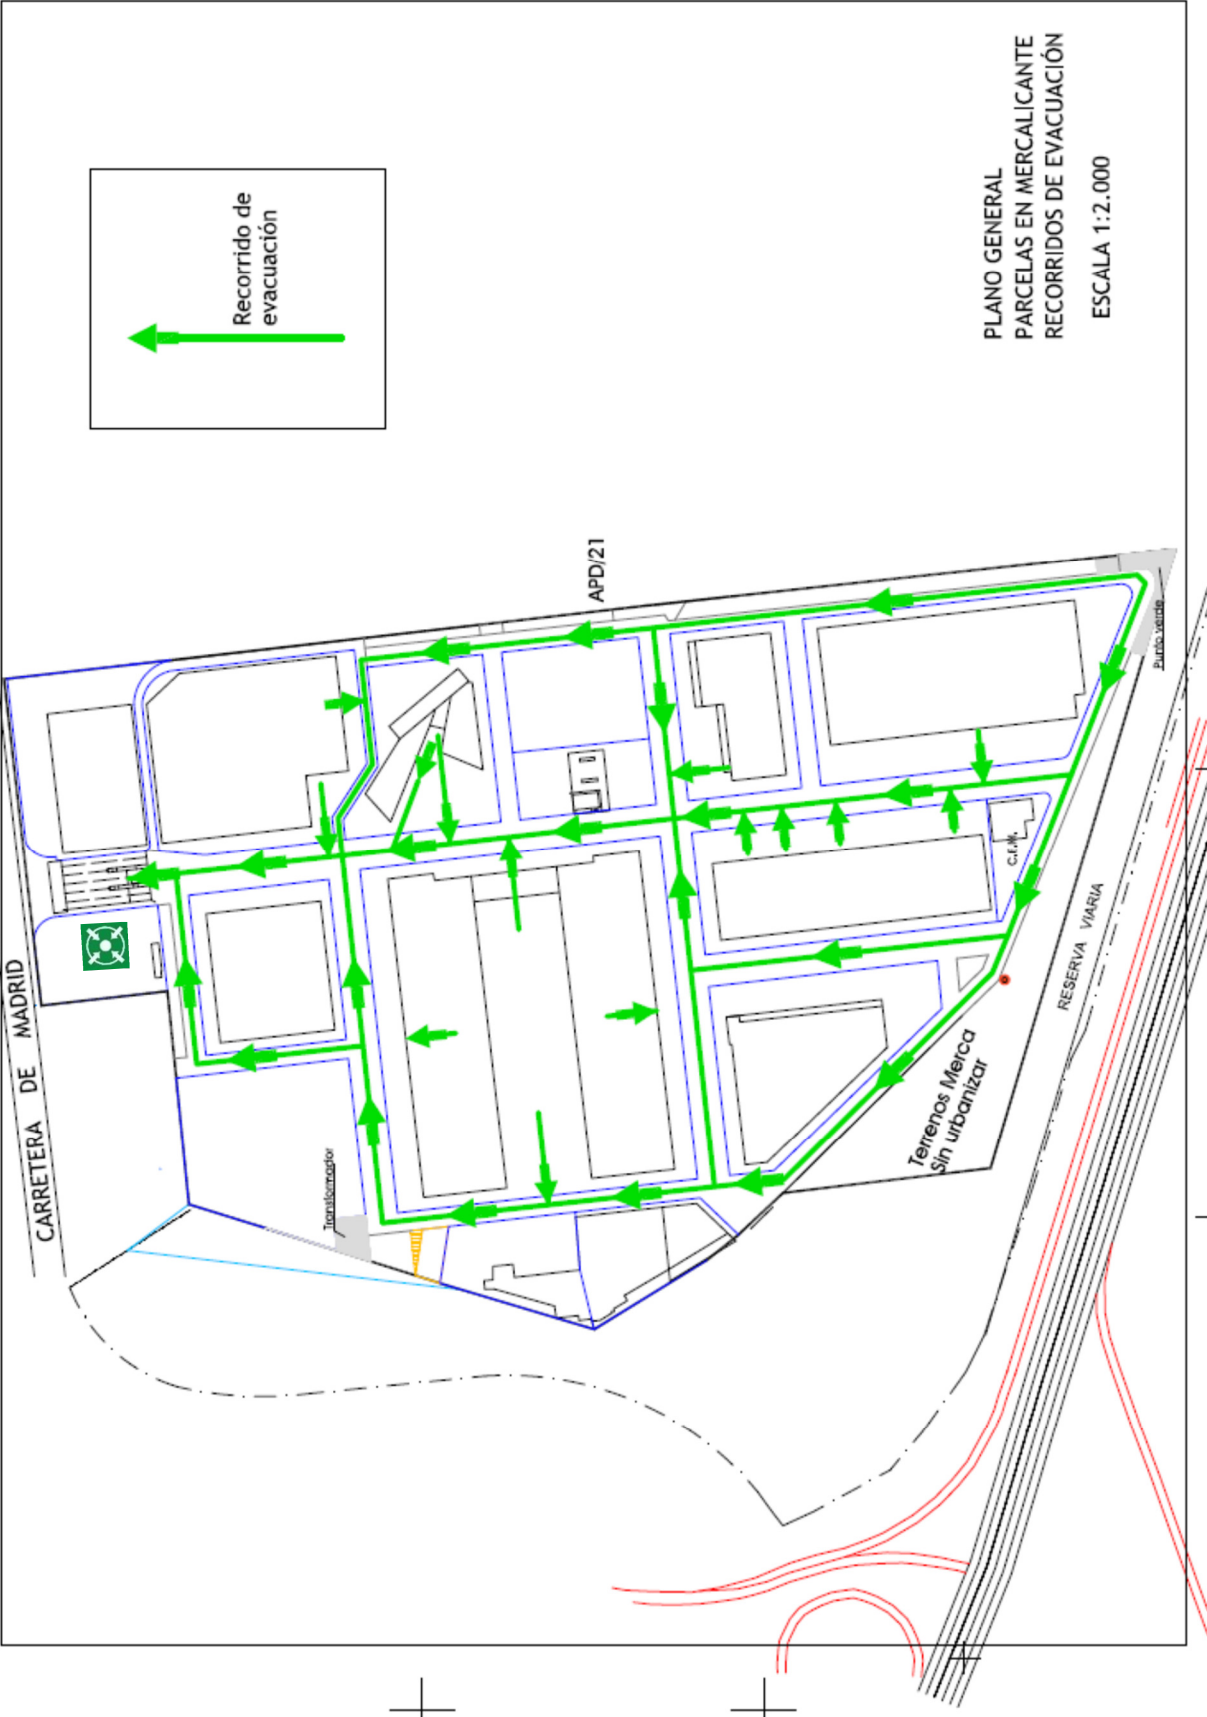 Recorrido de
evacuación
PLANO GENERAL
PARCELAS EN MERCALICANTE
RECORRIDOS DE EVACUACIÓN
ESCALA 1:2.000
APD/21
CARRETERA DE MADRID
Transformador
Punto verde
C.F.M.
RESERVA VIARIA
Terrenos Merca
Sin urbanizar